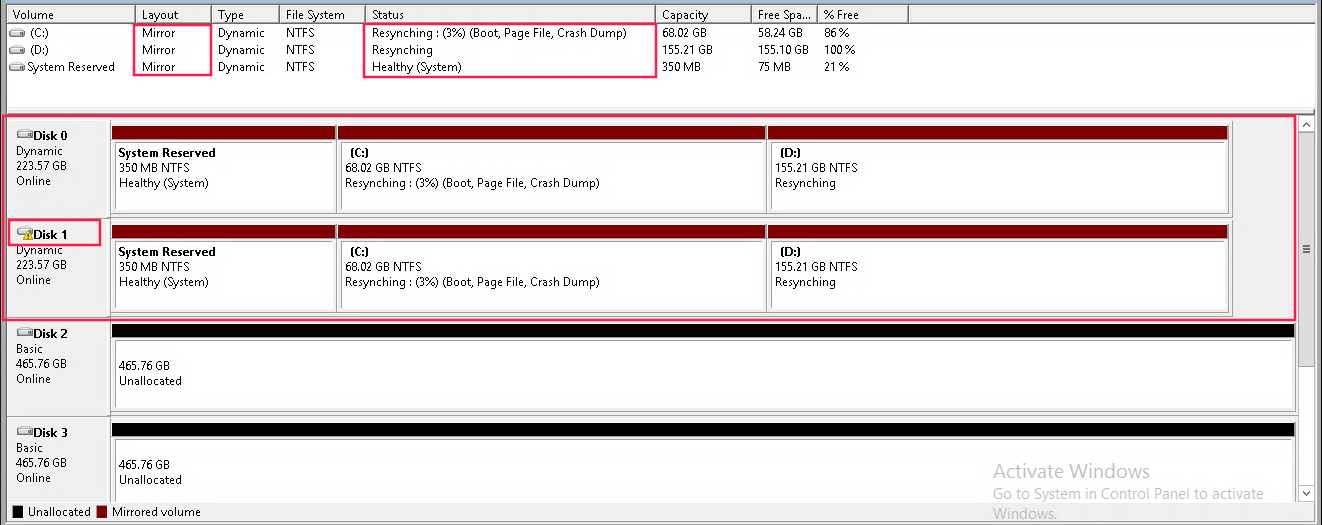 Volume Layout Type File System Status Capacity Free Spa... % Free
(C:) Mirror Dynamic NTFS Resynching : (3%) (Boot, Page File, Crash Dump) 68.02 GB 58.24 GB 86 %
(D:) Mirror Dynamic NTFS Resynching 155.21 GB 155.10 GB 100 %
System Reserved Mirror Dynamic NTFS Healthy (System) 350 MB 75 MB 21 %
Disk 0
Dynamic
223.57 GB
Online
System Reserved
350 MB NTFS
Healthy (System)
(C:)
68.02 GB NTFS
Resynching : (3%) (Boot, Page File, Crash Dump)
(D:)
155.21 GB NTFS
Resynching
Disk 1
Dynamic
223.57 GB
Online
System Reserved
350 MB NTFS
Healthy (System)
(C:)
68.02 GB NTFS
Resynching : (3%) (Boot, Page File, Crash Dump)
(D:)
155.21 GB NTFS
Resynching
Disk 2
Basic
465.76 GB
Online
465.76 GB
Unallocated
Disk 3
Basic
465.76 GB
Online
465.76 GB
Unallocated
Activate Windows
Go to System in Control Panel to activate
Windows.
Unallocated Mirrored volume